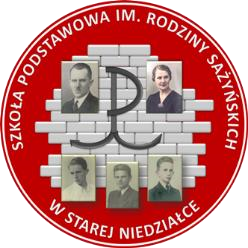 SZKOŁA PODSTAWOWA IM. RODZINY SAŻYŃSKICH
W STAREJ NIEDZIAŁCE